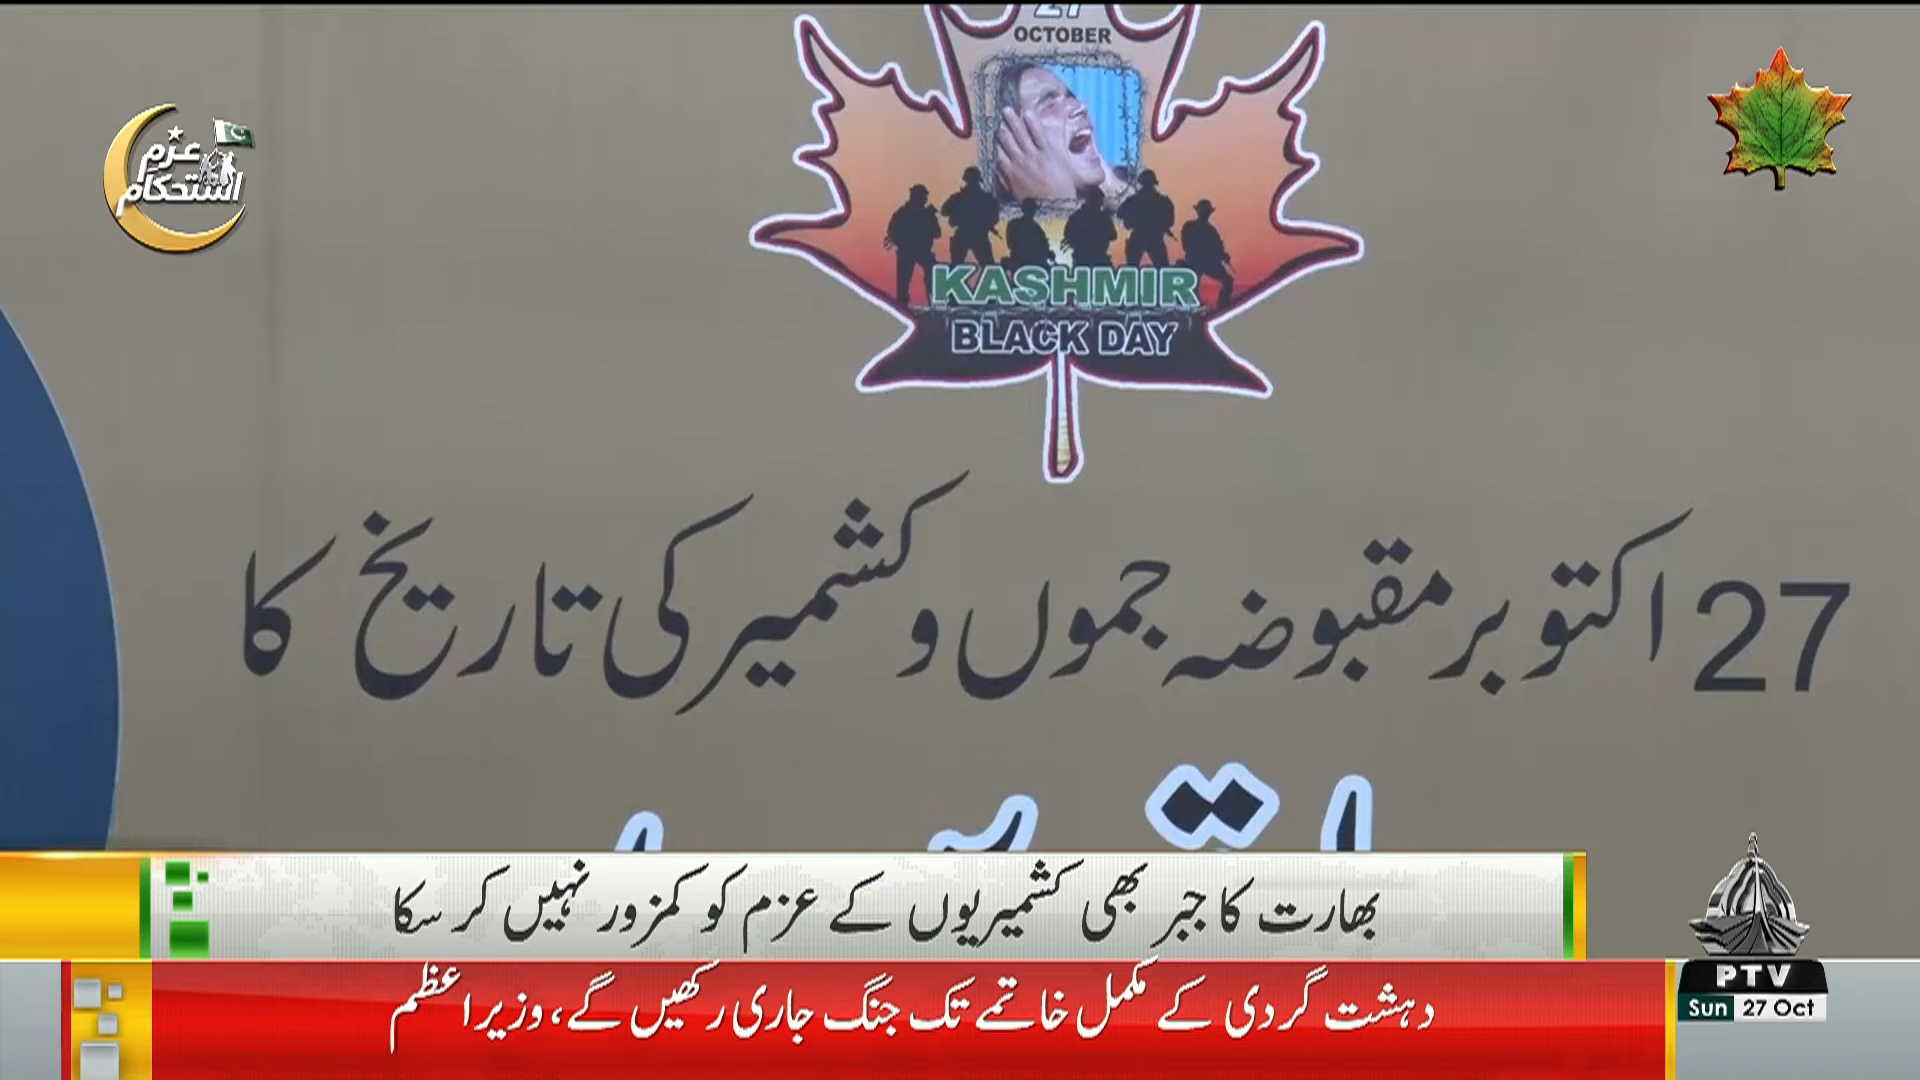 27
OCTOBER
KASHMIR
BLACK DAY
عزم
استحکام
27 اکتوبر مقبوضہ جموں و کشمیر کی تاریخ کا
بھارت کا جبر بھی کشمیریوں کے عزم کو کمزور نہیں کر سکا
دہشت گردی کے مکمل خاتمے تک جنگ جاری رکھیں گے، وزیراعظم
PTV
Sun 27 Oct